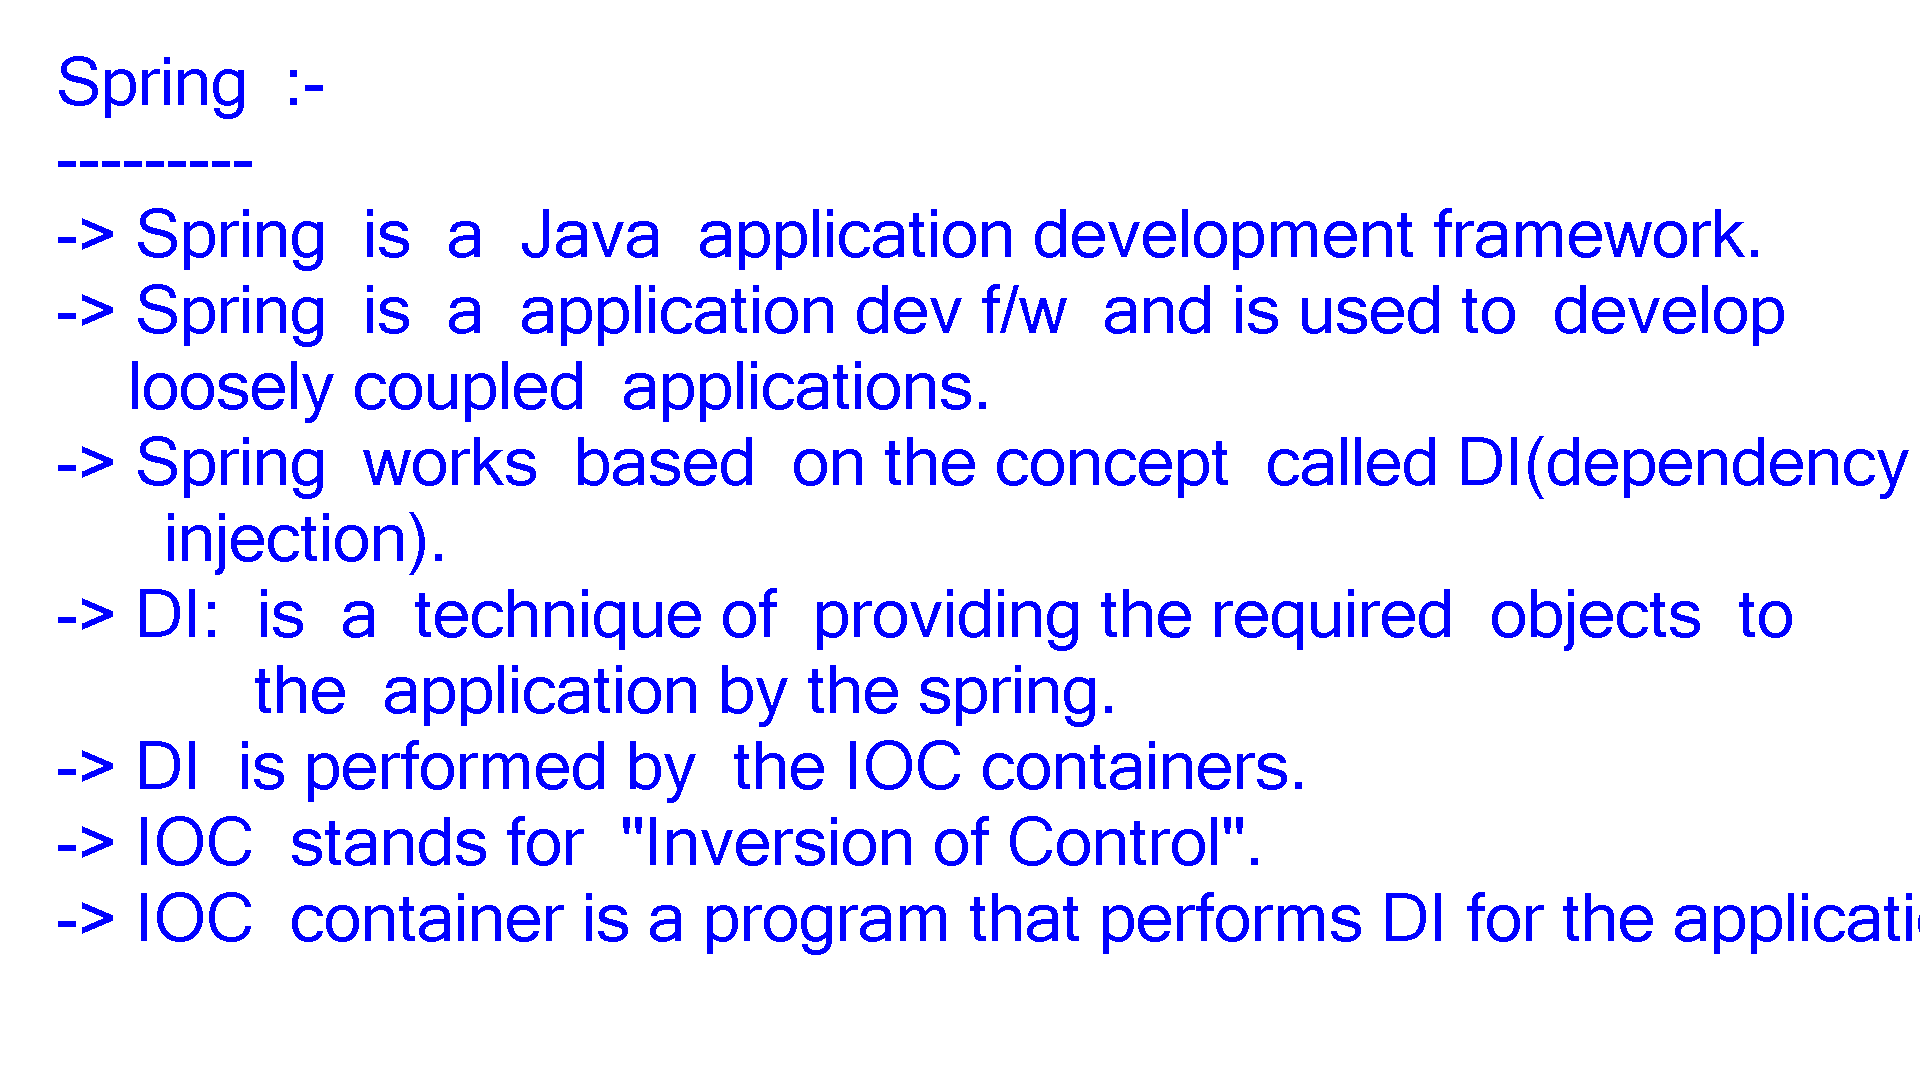 Spring  :-
---------
-> Spring  is  a  Java  application development framework.
-> Spring  is  a  application dev f/w  and is used to  develop
    loosely coupled  applications.
-> Spring  works  based  on the concept  called DI(dependency
      injection).
-> DI:  is  a  technique of  providing the required  objects  to
           the  application by the spring.
-> DI  is performed by  the IOC containers.
-> IOC  stands for  "Inversion of Control".
-> IOC  container is a program that performs DI for the